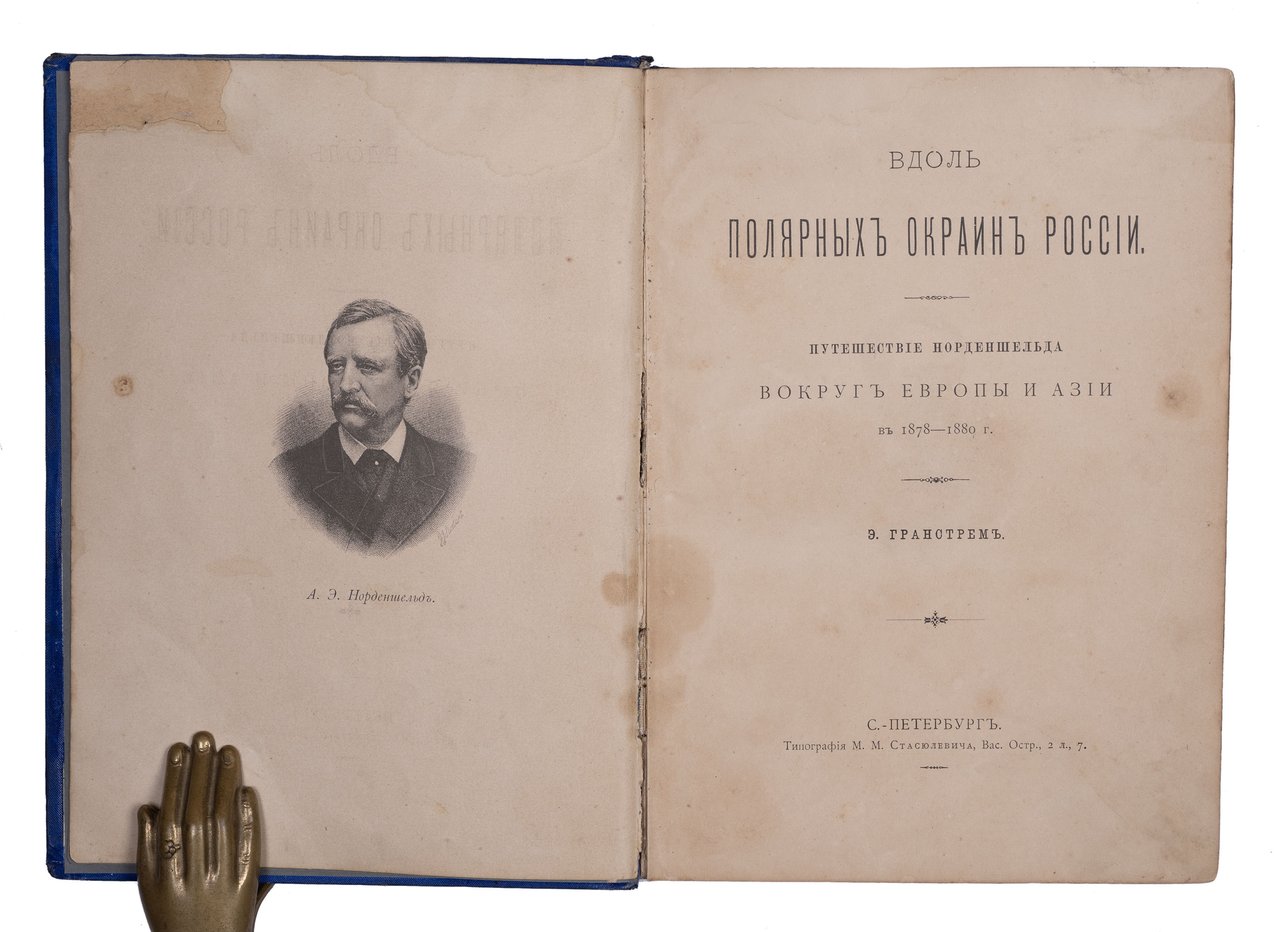 А. Э. Норденшельдъ.
ВДОЛЬ
ПОЛЯРНЫХЪ ОКРАИНЪ РОССІИ.
ПУТЕШЕСТВІЕ НОРДЕНШЕЛЬДА
ВОКРУГЪ ЕВРОПЫ И АЗІИ
въ 1878—1880 г.
Э. ГРАНСТРЕМЪ.
С.-ПЕТЕРБУРГЪ.
Типографія М. М. Стасюлевича, Вас. Остр., 2 л., 7.